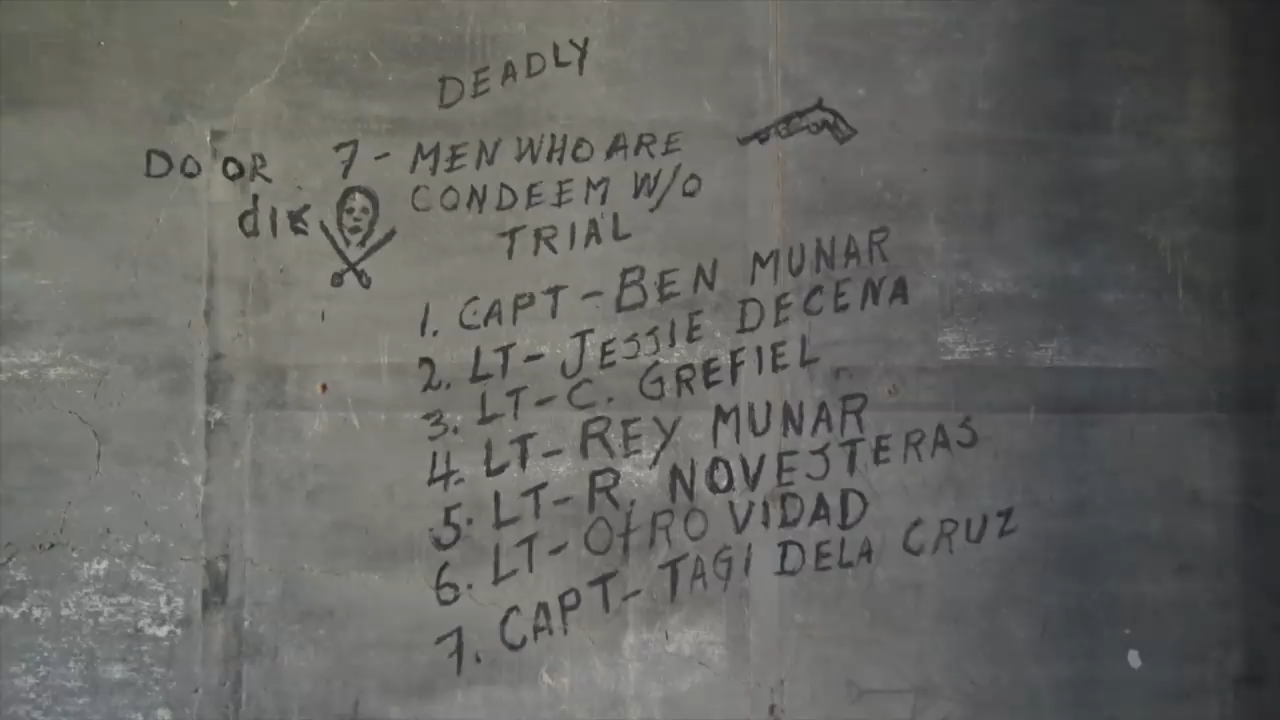 DEADLY
DO OR die
7 - MEN WHO ARE
CONDEEM W/O
TRIAL
1. CAPT - BEN MUNAR
2. LT - JESSIE DECENA
3. LT - C. GREFIEL
4. LT - REY MUNAR
5. LT - R. NOVESTERAS
6. LT - OtRO VIDAD
7. CAPT - TAGI DELA CRUZ